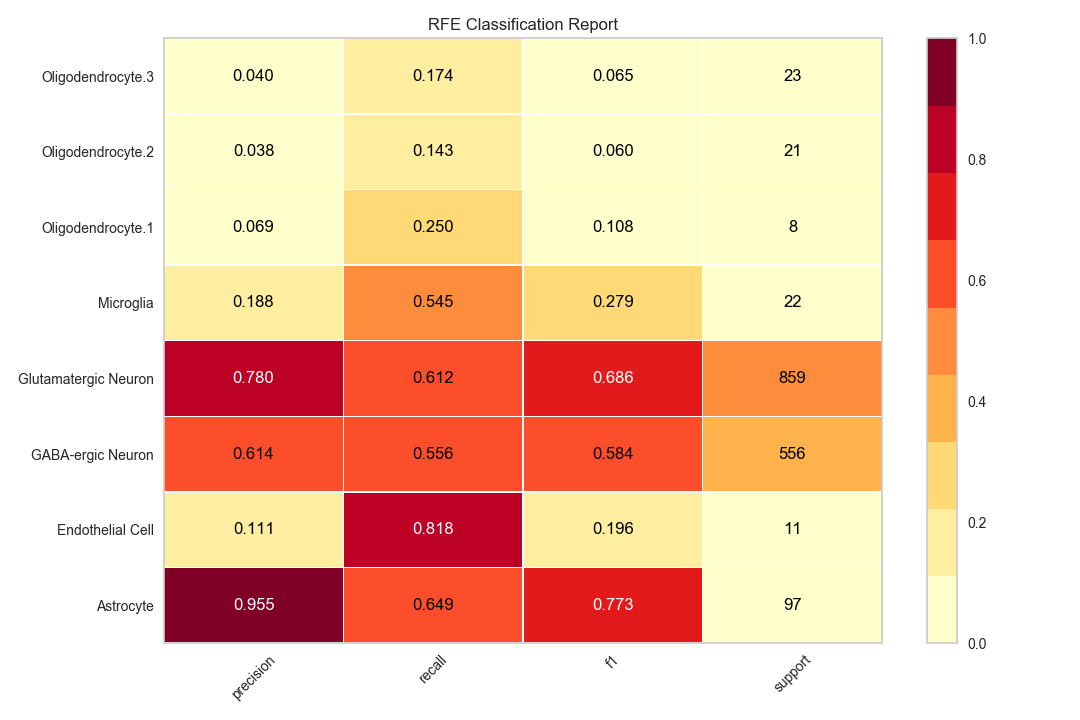 RFE Classification Report
Oligodendrocyte.3 0.040 0.174 0.065 23
Oligodendrocyte.2 0.038 0.143 0.060 21
Oligodendrocyte.1 0.069 0.250 0.108 8
Microglia 0.188 0.545 0.279 22
Glutamatergic Neuron 0.780 0.612 0.686 859
GABA-ergic Neuron 0.614 0.556 0.584 556
Endothelial Cell 0.111 0.818 0.196 11
Astrocyte 0.955 0.649 0.773 97
precision recall f1 support
1.0
0.8
0.6
0.4
0.2
0.0